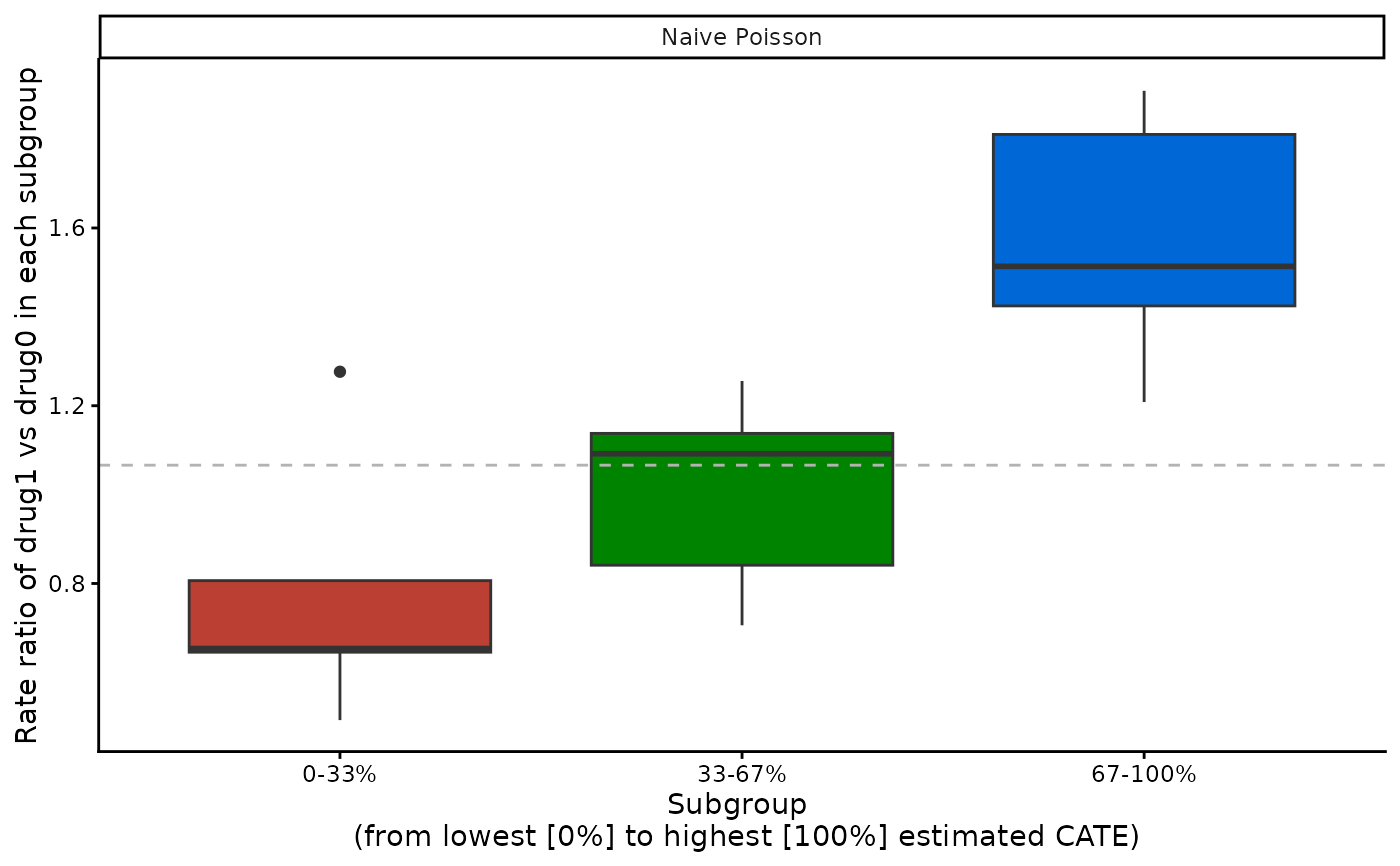 Naive Poisson
Rate ratio of drug1 vs drug0 in each subgroup
1.6
1.2
0.8
0-33%
33-67%
67-100%
Subgroup
(from lowest [0%] to highest [100%] estimated CATE)